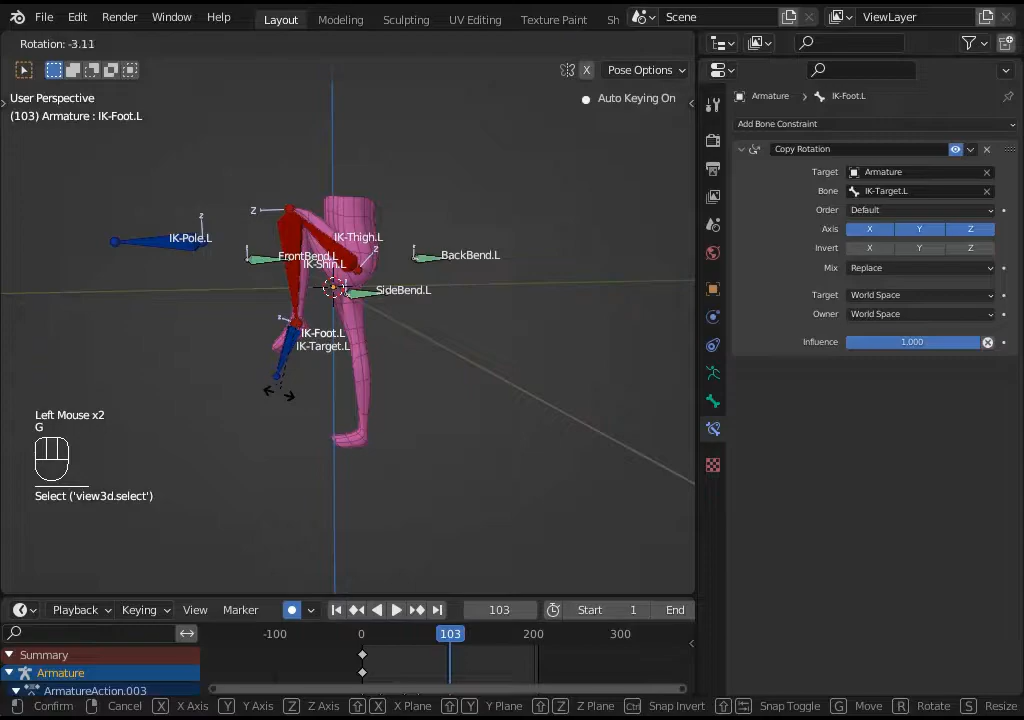 File Edit Render Window Help Layout Modeling Sculpting UV Editing Texture Paint Sh Scene ViewLayer
Rotation: -3.11
X Pose Options
User Perspective
(103) Armature : IK-Foot.L
Auto Keying On
Armature IK-Foot.L
Add Bone Constraint
Copy Rotation
Target Armature
Bone IK-Target.L
Order Default
Axis X Y Z
Invert X Y Z
Mix Replace
Target World Space
Owner World Space
Influence 1.000
Z
z
IK-Pole.L
IK-Thigh.L
z
FrontBend.L
IK-Shin.L
BackBend.L
SideBend.L
IK-Foot.L
IK-Target.L
Left Mouse x2
G
Select ('view3d.select')
Playback Keying View Marker 103 Start 1 End
-100 0 103 200 300
Summary
Armature
ArmatureAction.003
Confirm Cancel X X Axis Y Y Axis Z Z Axis X X Plane Y Y Plane Z Z Plane Ctrl Snap Invert Snap Toggle G Move R Rotate S Resize